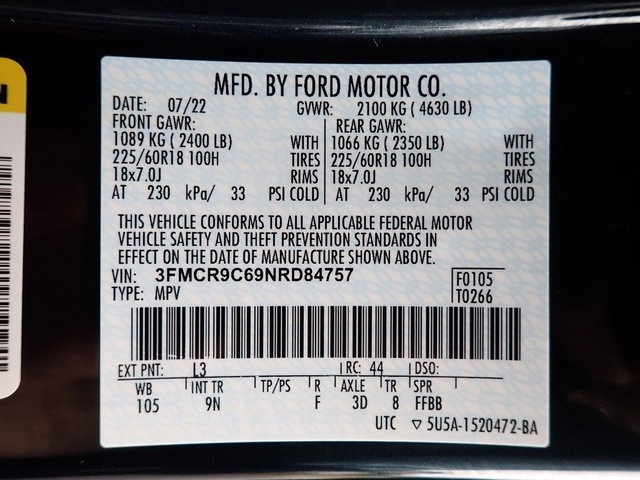 MFD. BY FORD MOTOR CO.
DATE: 07/22 GVWR: 2100 KG ( 4630 LB)
FRONT GAWR: REAR GAWR:
1089 KG ( 2400 LB) WITH 1066 KG ( 2350 LB) WITH
225/60R18 100H TIRES 225/60R18 100H TIRES
18x7.0J RIMS 18x7.0J RIMS
AT 230 kPa/ 33 PSI COLD AT 230 kPa/ 33 PSI COLD
THIS VEHICLE CONFORMS TO ALL APPLICABLE FEDERAL MOTOR
VEHICLE SAFETY AND THEFT PREVENTION STANDARDS IN
EFFECT ON THE DATE OF MANUFACTURE SHOWN ABOVE.
VIN: 3FMCR9C69NRD84757 F0105
TYPE: MPV T0266
EXT PNT: L3 RC: 44 DSO:
WB INT TR TP/PS R AXLE TR SPR
105 9N F 3D 8 FFBB
UTC ▽ 5U5A-1520472-BA